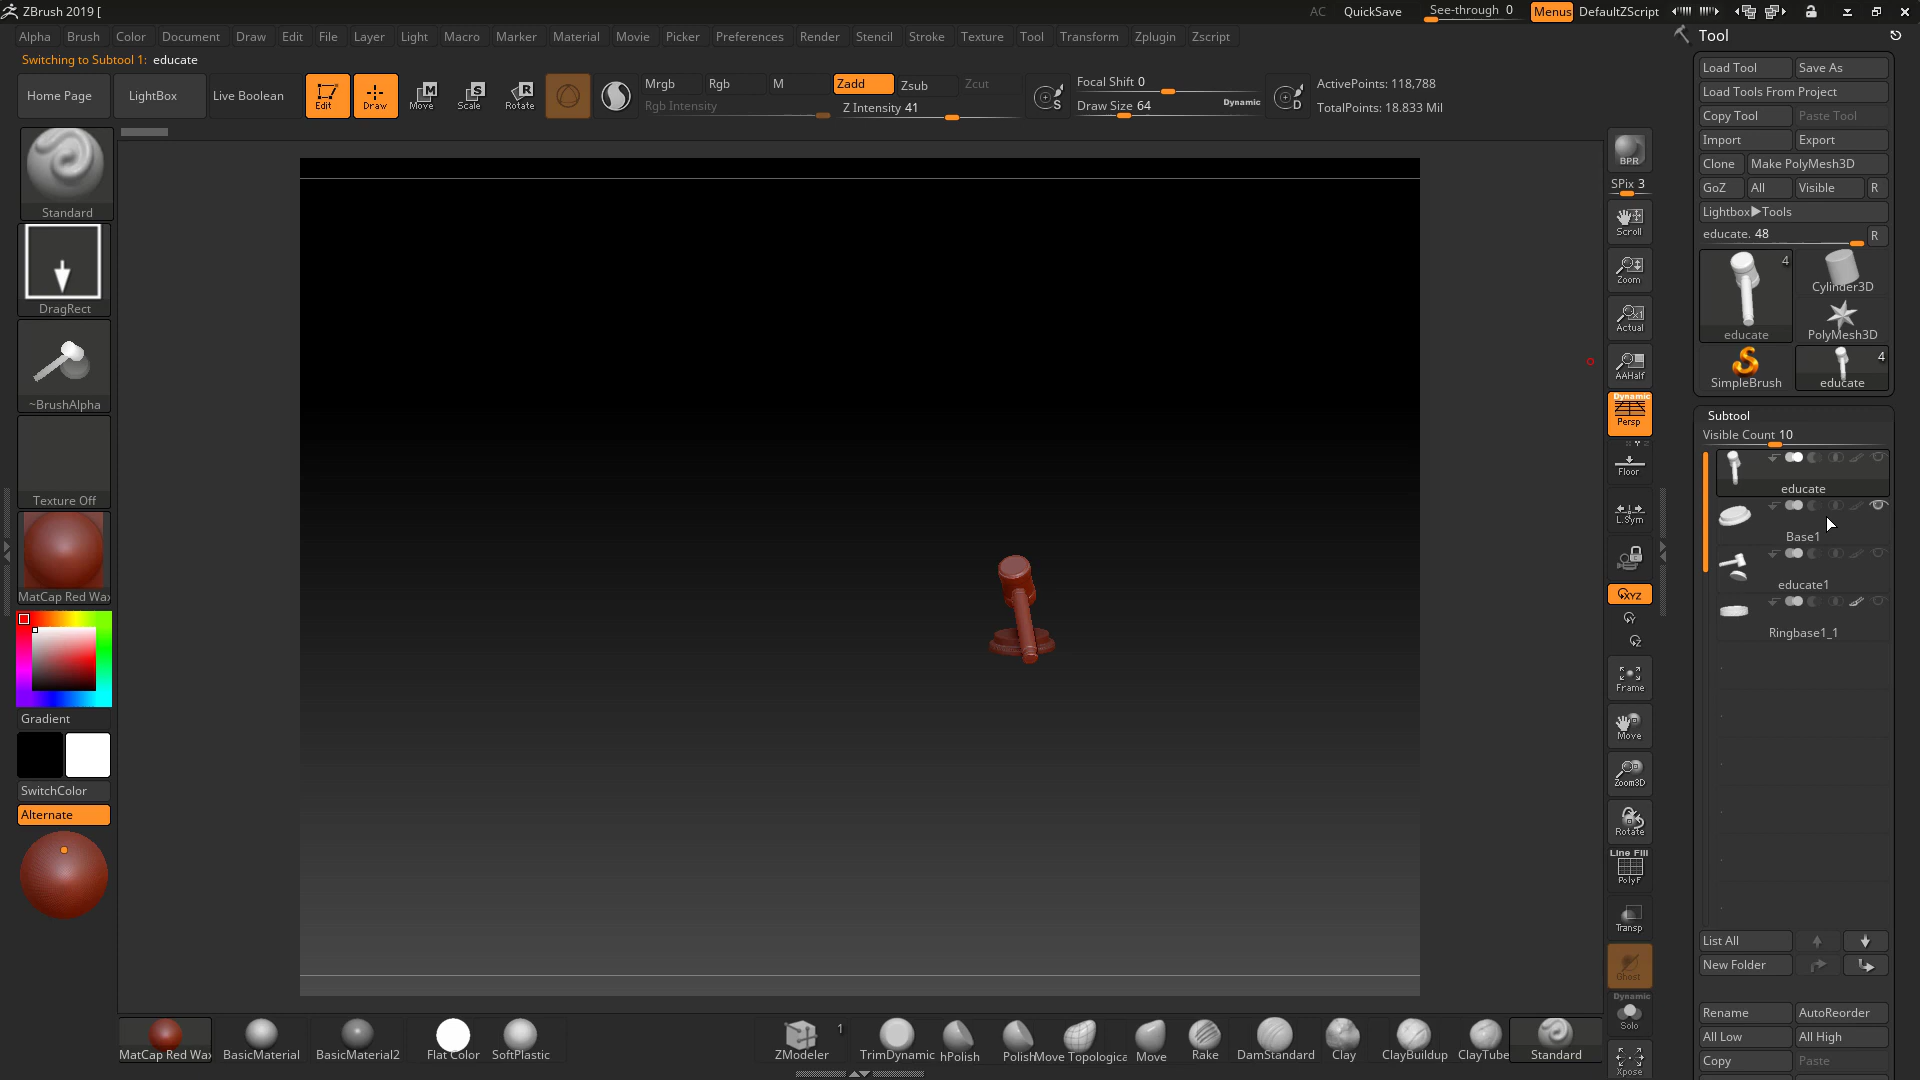 ZBrush 2019 [
AC QuickSave See-through 0 Menus DefaultZScript
Alpha Brush Color Document Draw Edit File Layer Light Macro Marker Material Movie Picker Preferences Render Stencil Stroke Texture Tool Transform Zplugin Zscript
Switching to Subtool 1: educate
Home Page LightBox Live Boolean Edit Draw Move Scale Rotate
Mrgb Rgb M Zadd Zsub Zcut
Rgb Intensity Z Intensity 41
Focal Shift 0
Draw Size 64 Dynamic
ActivePoints: 118,788
TotalPoints: 18.833 Mil
Standard
DragRect
~BrushAlpha
Texture Off
MatCap Red Wax
Gradient
SwitchColor
Alternate
BPR
SPix 3
Scroll
Zoom
Actual
AAHalf
Dynamic
Persp
Floor
L.Sym
XYZ
Frame
Move
Zoom3D
Rotate
Line Fill
PolyF
Transp
Ghost
Dynamic
Solo
Xpose
Tool
Load Tool Save As
Load Tools From Project
Copy Tool Paste Tool
Import Export
Clone Make PolyMesh3D
GoZ All Visible R
Lightbox▶Tools
educate. 48 R
4
educate
Cylinder3D
PolyMesh3D
SimpleBrush
4
educate
Subtool
Visible Count 10
educate
Base1
educate1
Ringbase1_1
List All
New Folder
Rename AutoReorder
All Low All High
Copy Paste
MatCap Red Wax BasicMaterial BasicMaterial2 Flat Color SoftPlastic
1
ZModeler TrimDynamic hPolish Polish Move Topologica Move Rake DamStandard Clay ClayBuildup ClayTube Standard